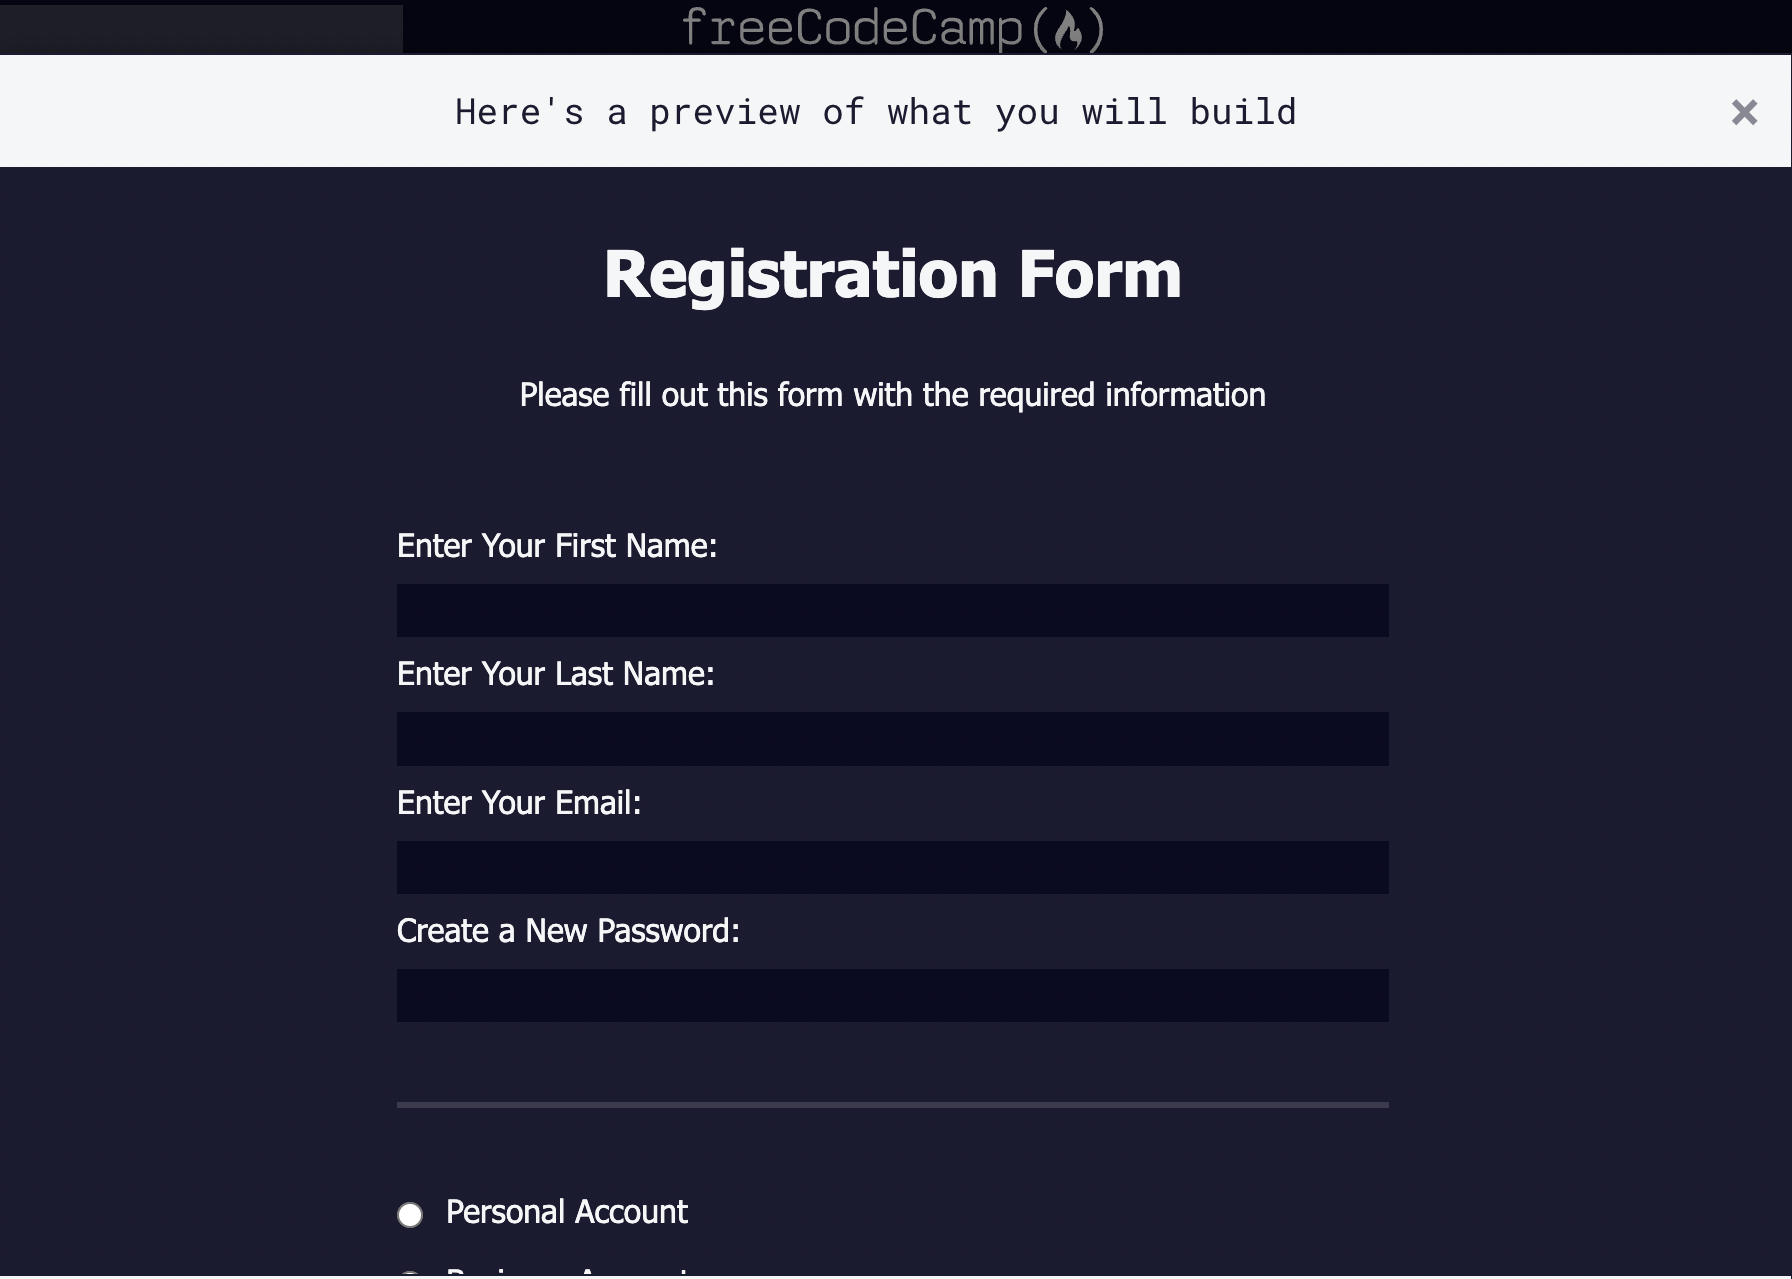 freeCodeCamp
Here's a preview of what you will build
Registration Form
Please fill out this form with the required information
Enter Your First Name:
Enter Your Last Name:
Enter Your Email:
Create a New Password:
Personal Account